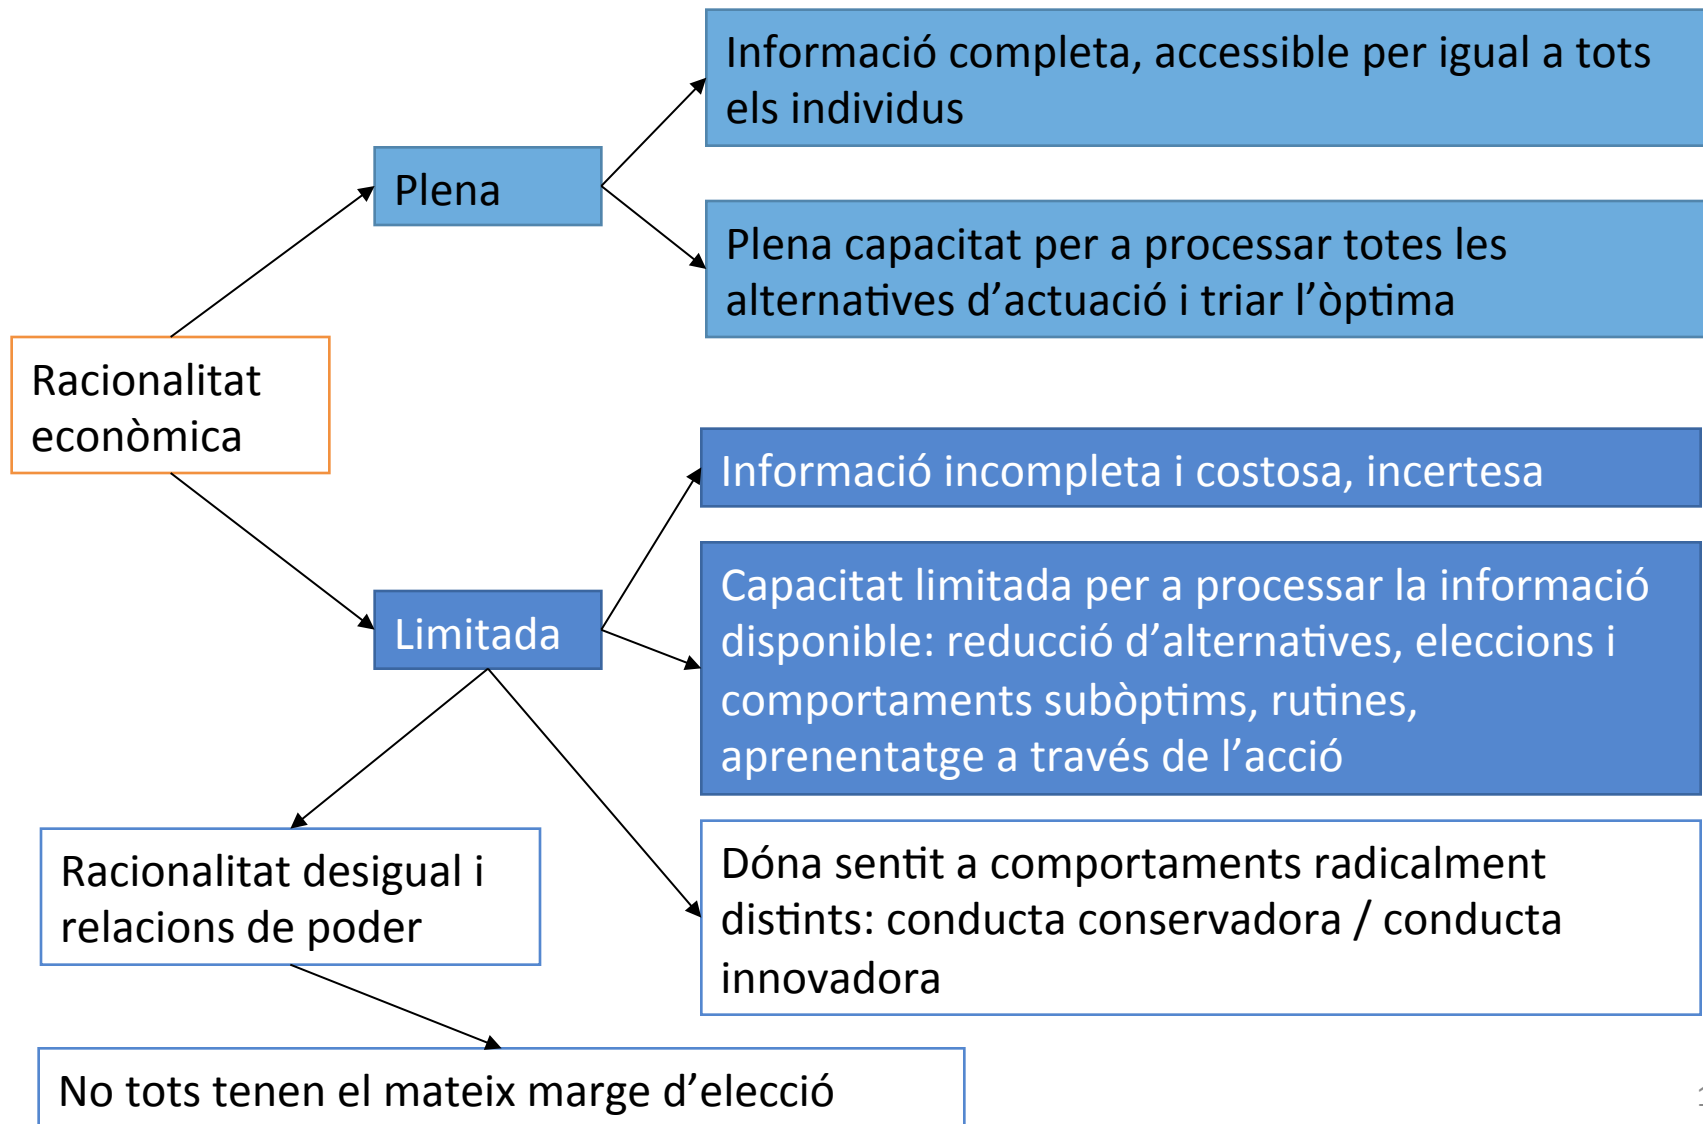 Informació completa, accessible per igual a tots
els individus
Plena
Plena capacitat per a processar totes les
alternatives d’actuació i triar l’òptima
Racionalitat
econòmica
Informació incompleta i costosa, incertesa
Limitada
Capacitat limitada per a processar la informació
disponible: reducció d’alternatives, eleccions i
comportaments subòptims, rutines,
aprenentatge a través de l’acció
Racionalitat desigual i
relacions de poder
Dóna sentit a comportaments radicalment
distints: conducta conservadora / conducta
innovadora
No tots tenen el mateix marge d’elecció